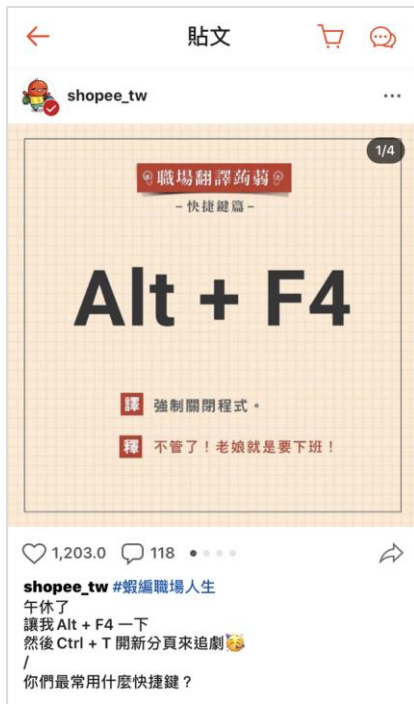 貼文
shopee_tw
1/4
職場翻譯蒟蒻
－快捷鍵篇－
Alt + F4
譯 強制關閉程式。
釋 不管了！老娘就是要下班！
1,203.0 118
shopee_tw #蝦編職場人生
午休了
讓我 Alt + F4 一下
然後 Ctrl + T 開新分頁來追劇🥳
/
你們最常用什麼快捷鍵？